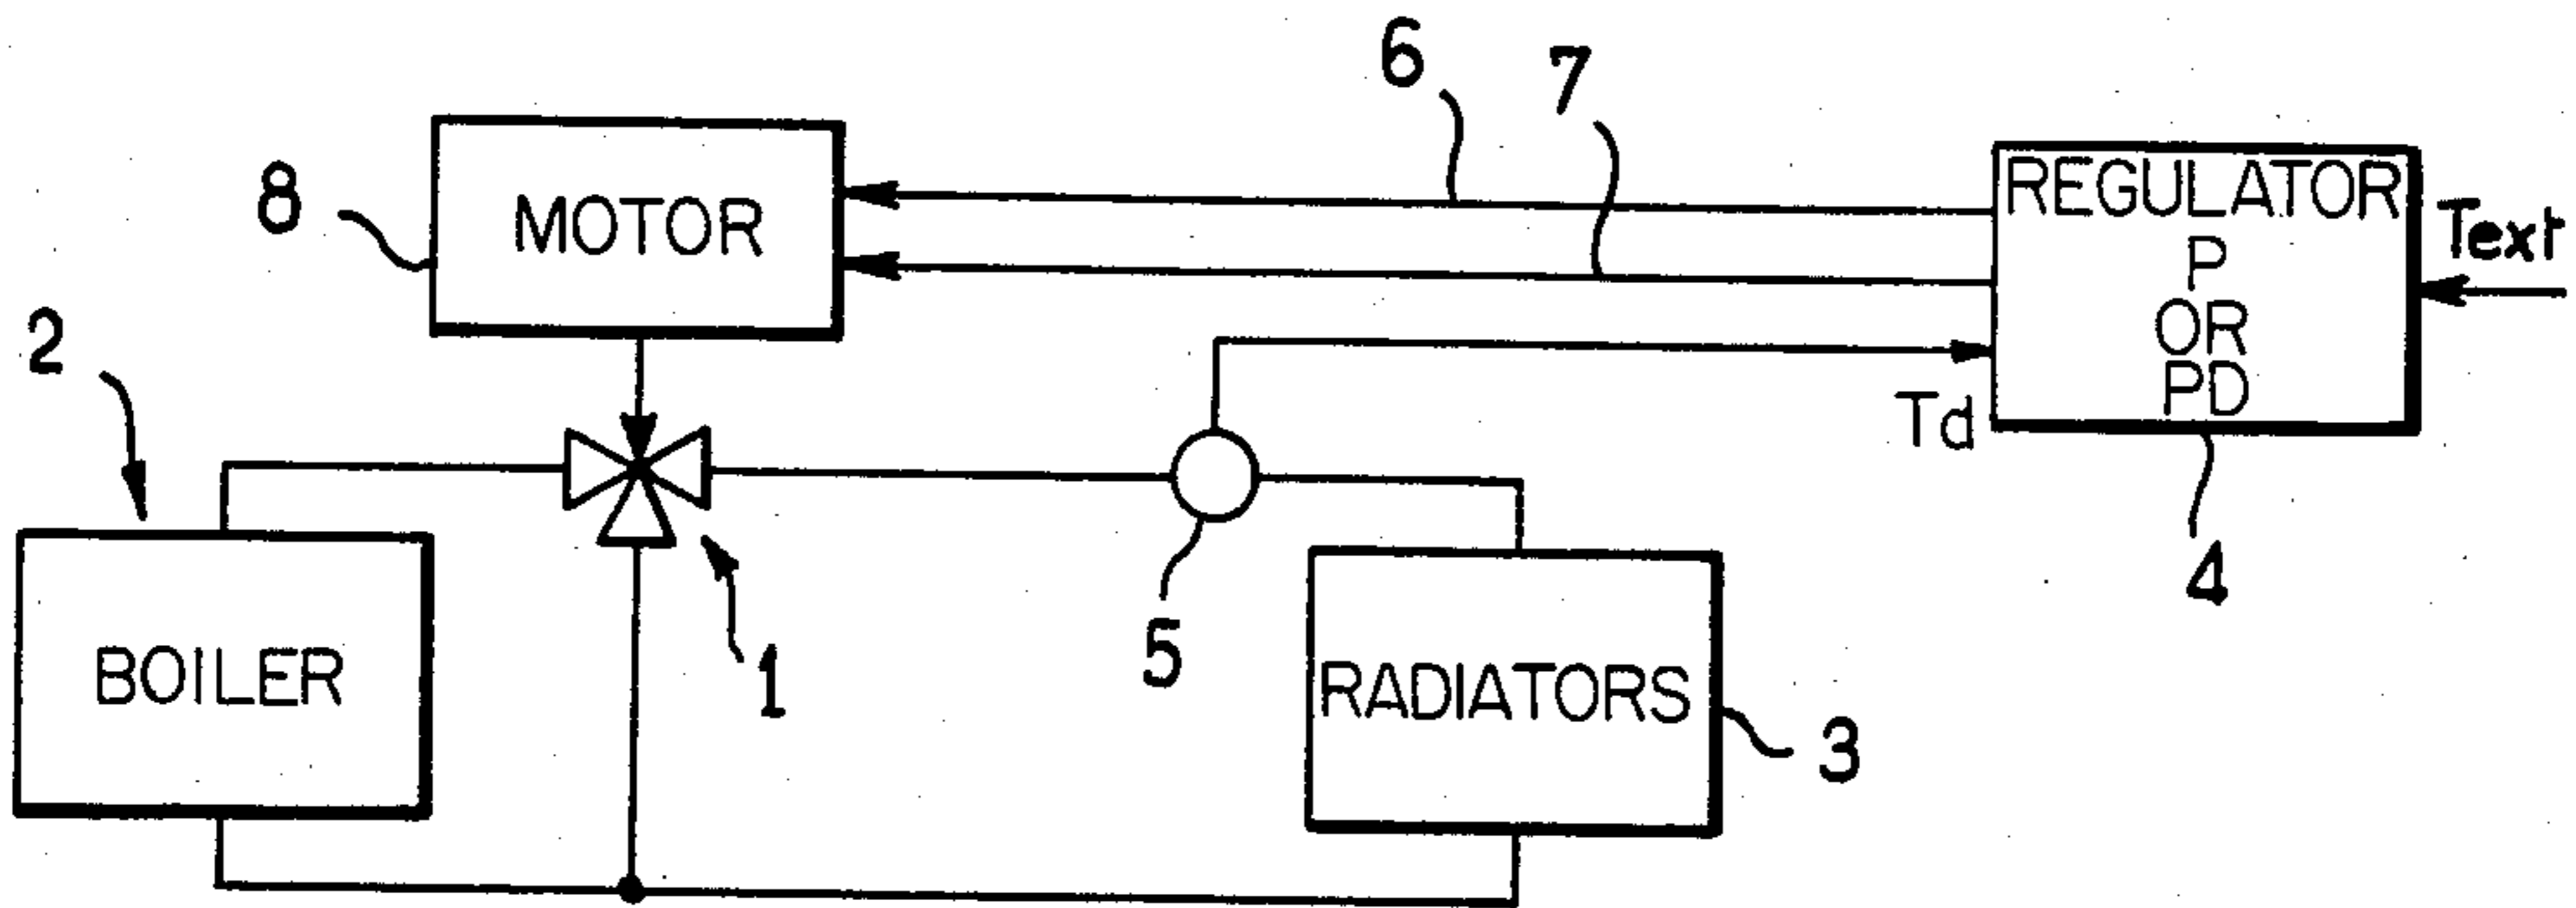 6
7
8
MOTOR
REGULATOR
P
OR
PD
Text
Td
2
BOILER
1
5
RADIATORS
3
4